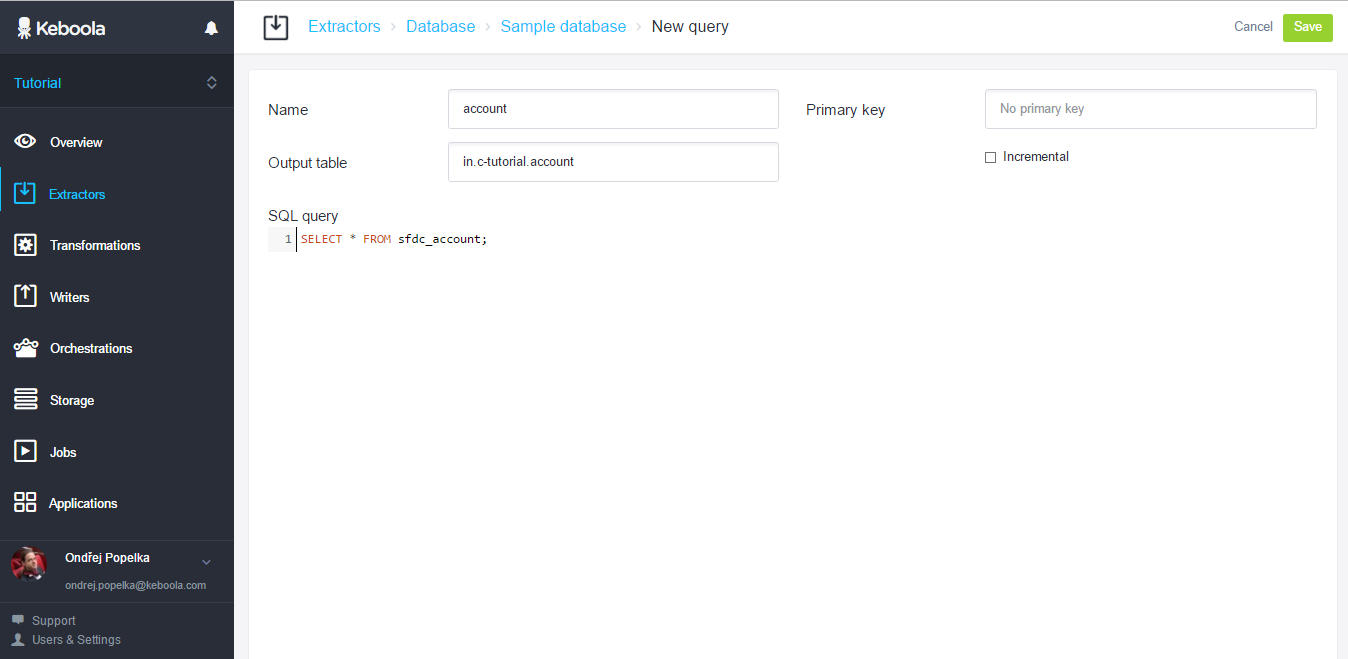 Keboola
Extractors › Database › Sample database › New query
Cancel
Save
Tutorial
Overview
Extractors
Transformations
Writers
Orchestrations
Storage
Jobs
Applications
Ondřej Popelka
ondrej.popelka@keboola.com
Support
Users & Settings
Name
account
Primary key
No primary key
Output table
in.c-tutorial.account
Incremental
SQL query
1 SELECT * FROM sfdc_account;